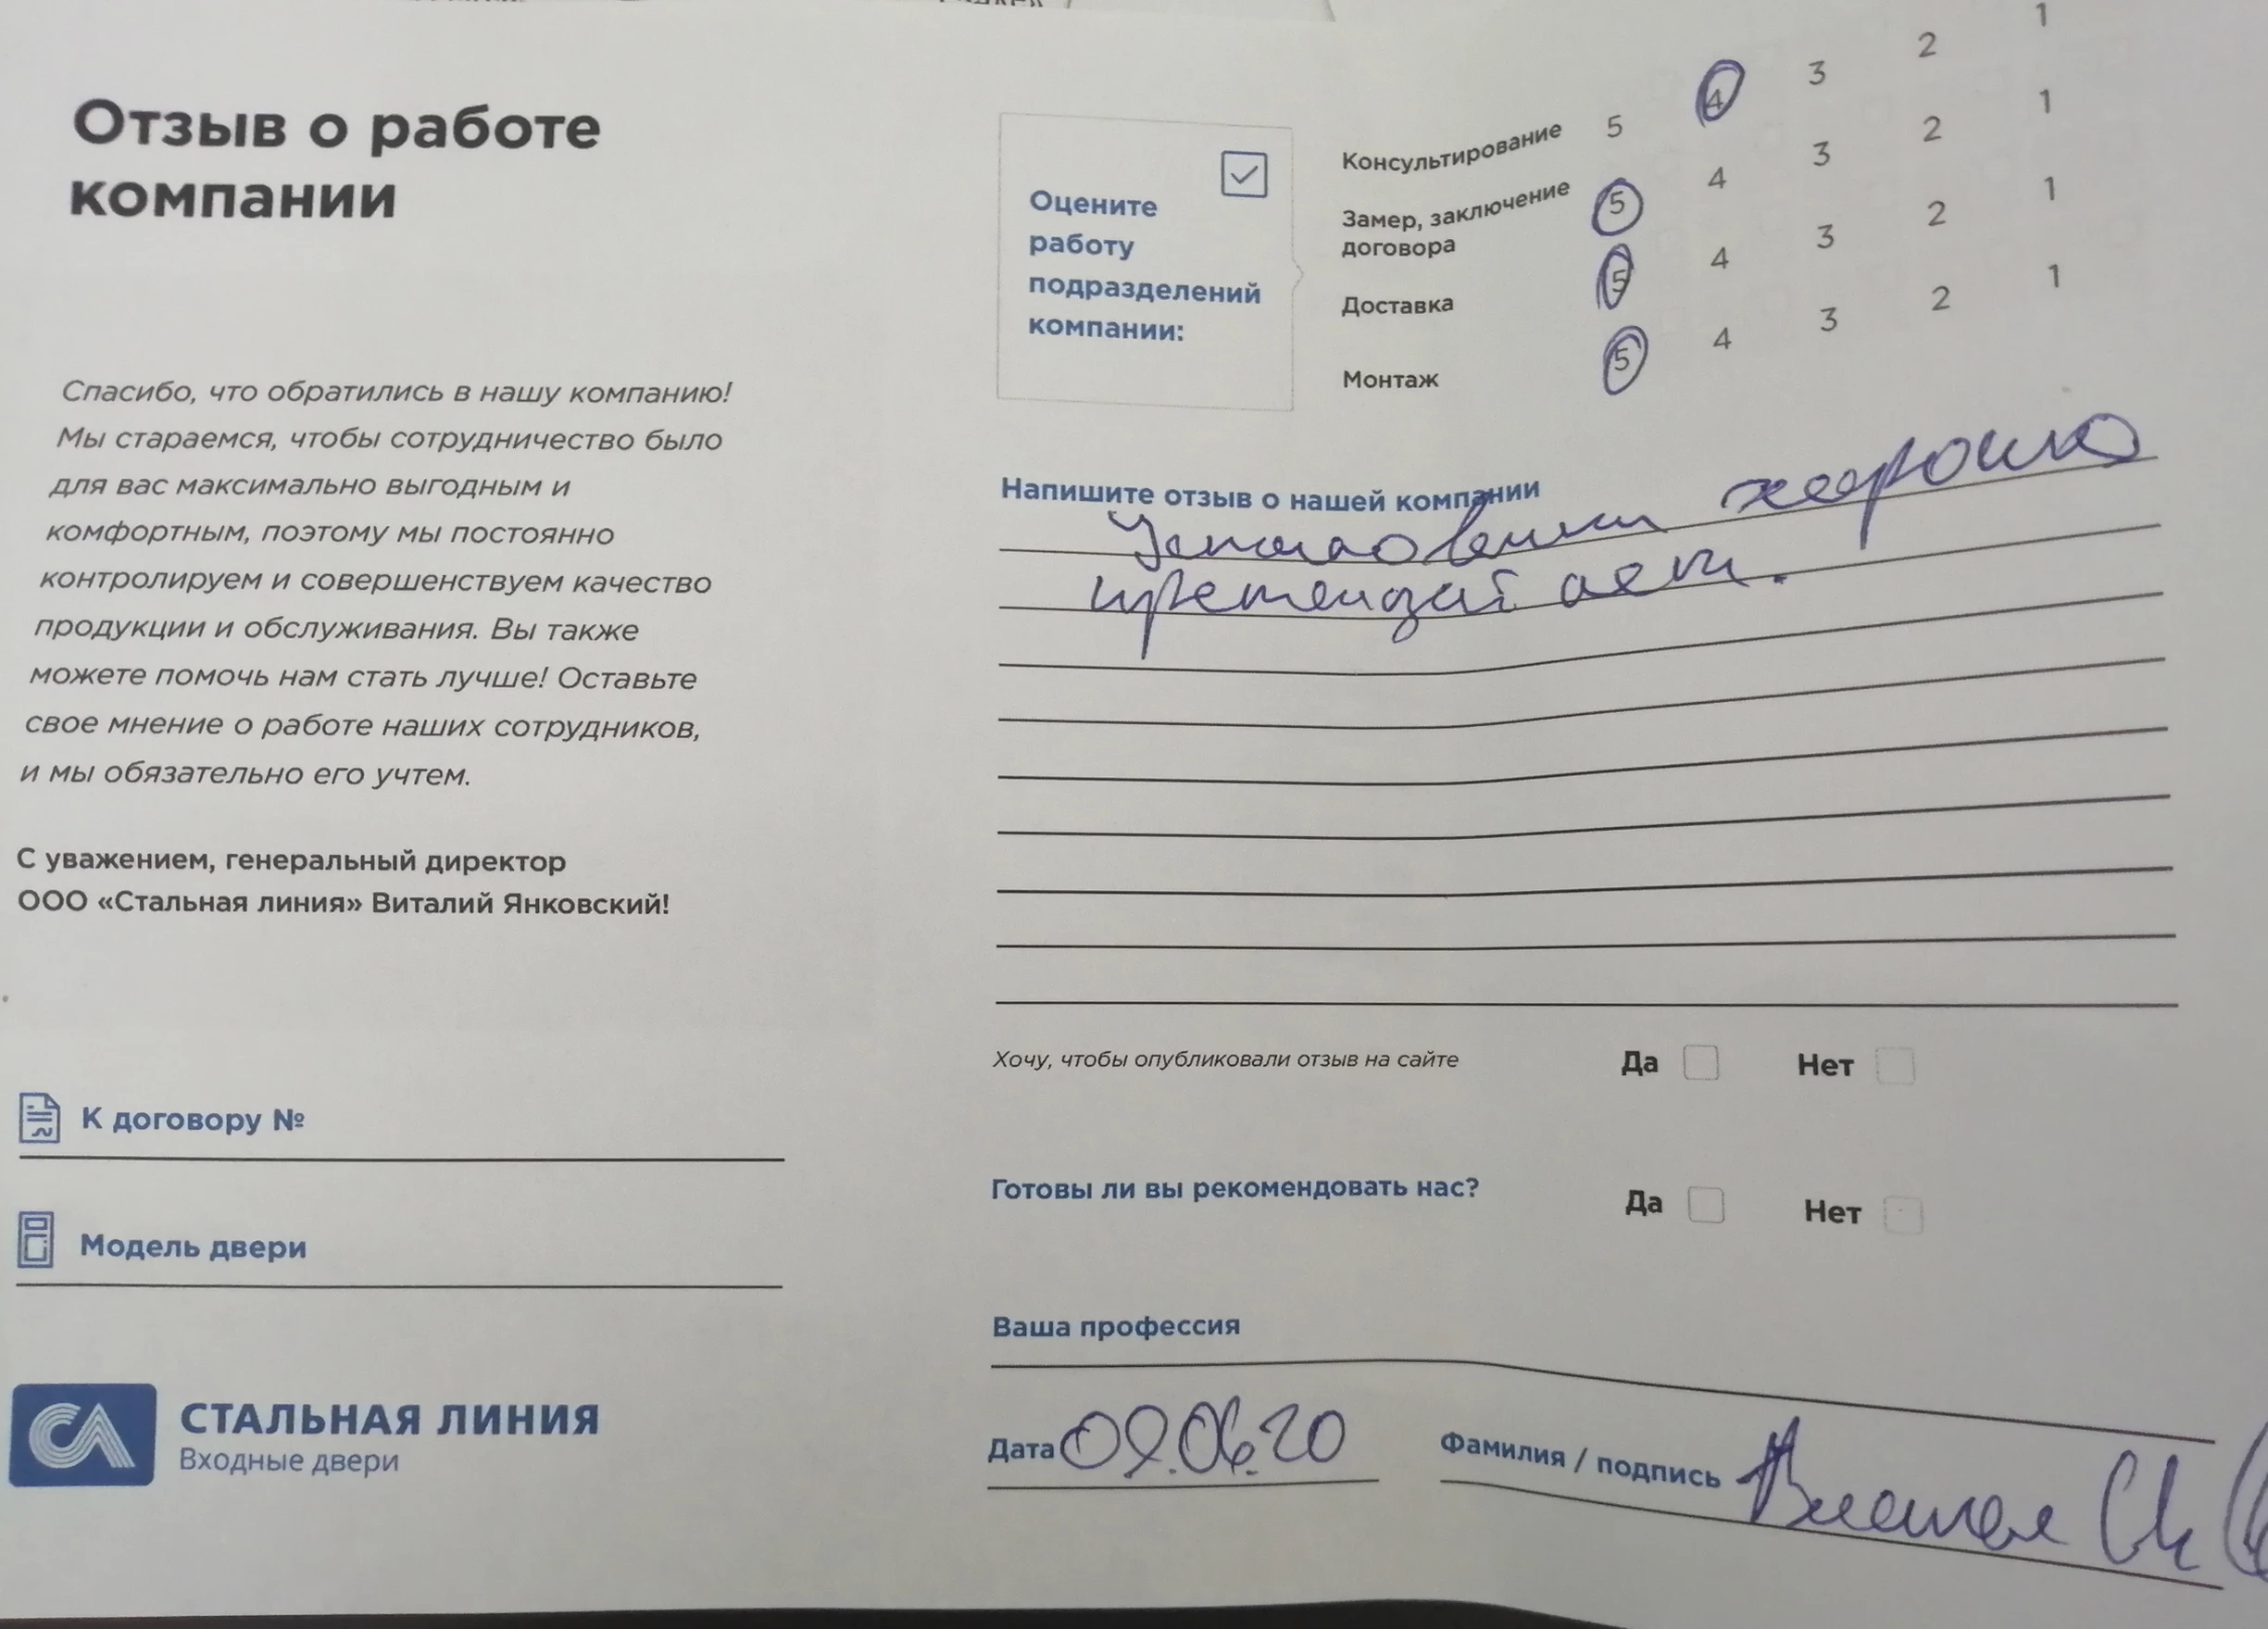 Отзыв о работе
компании
Спасибо, что обратились в нашу компанию!
Мы стараемся, чтобы сотрудничество было
для вас максимально выгодным и
комфортным, поэтому мы постоянно
контролируем и совершенствуем качество
продукции и обслуживания. Вы также
можете помочь нам стать лучше! Оставьте
свое мнение о работе наших сотрудников,
и мы обязательно его учтем.
С уважением, генеральный директор
ООО «Стальная линия» Виталий Янковский!
К договору №
Модель двери
СТАЛЬНАЯ ЛИНИЯ
Входные двери
Оцените
работу
подразделений
компании:
Консультирование 5 4 3 2 1
Замер, заключение 5 4 3 2 1
договора
Доставка 5 4 3 2 1
Монтаж 5 4 3 2 1
Напишите отзыв о нашей компании
Установили хорошо
претензий нет.
Хочу, чтобы опубликовали отзыв на сайте Да Нет
Готовы ли вы рекомендовать нас? Да Нет
Ваша профессия
Дата 09.06.20 Фамилия / подпись